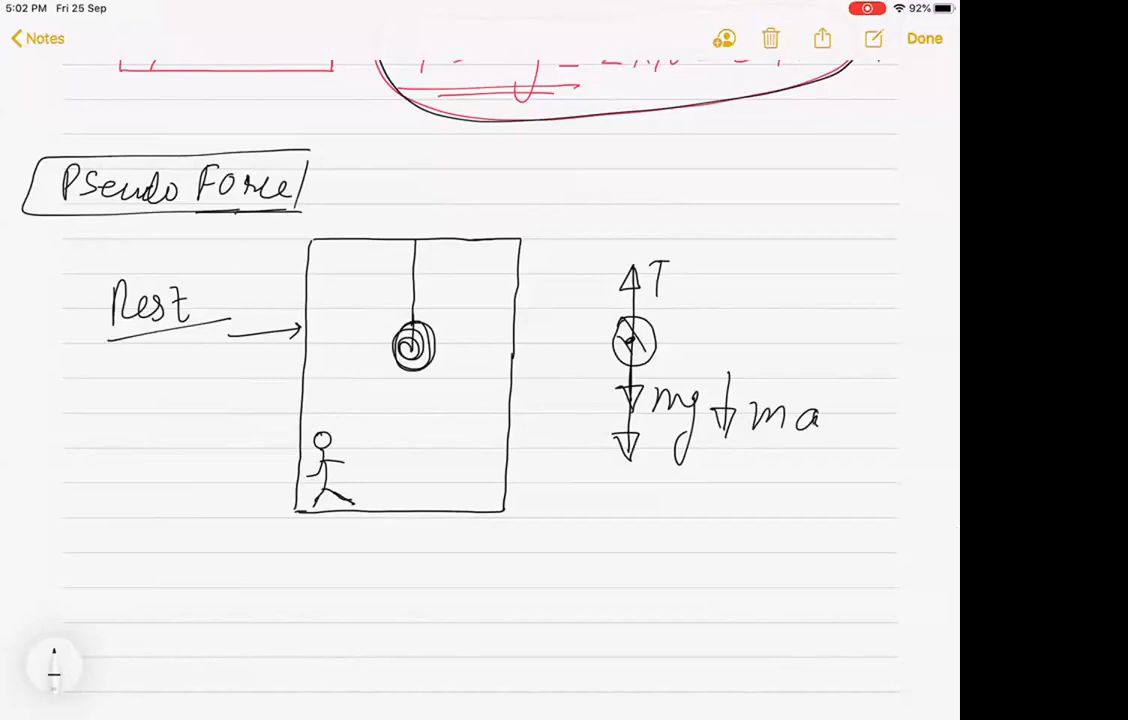 5:02 PM Fri 25 Sep
92%
Notes
Done
Pseudo Force
Rest
T
mg
ma